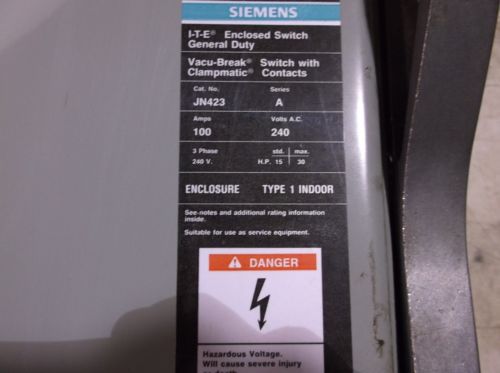 SIEMENS
I-T-E® Enclosed Switch
General Duty
Vacu-Break® Switch with
Clampmatic® Contacts
Cat. No. Series
JN423 A
Amps Volts A.C.
100 240
3 Phase std. max.
240 V. H.P. 15 30
ENCLOSURE TYPE 1 INDOOR
See-notes and additional rating information
inside.
Suitable for use as service equipment.
DANGER
Hazardous Voltage.
Will cause severe injury
or death